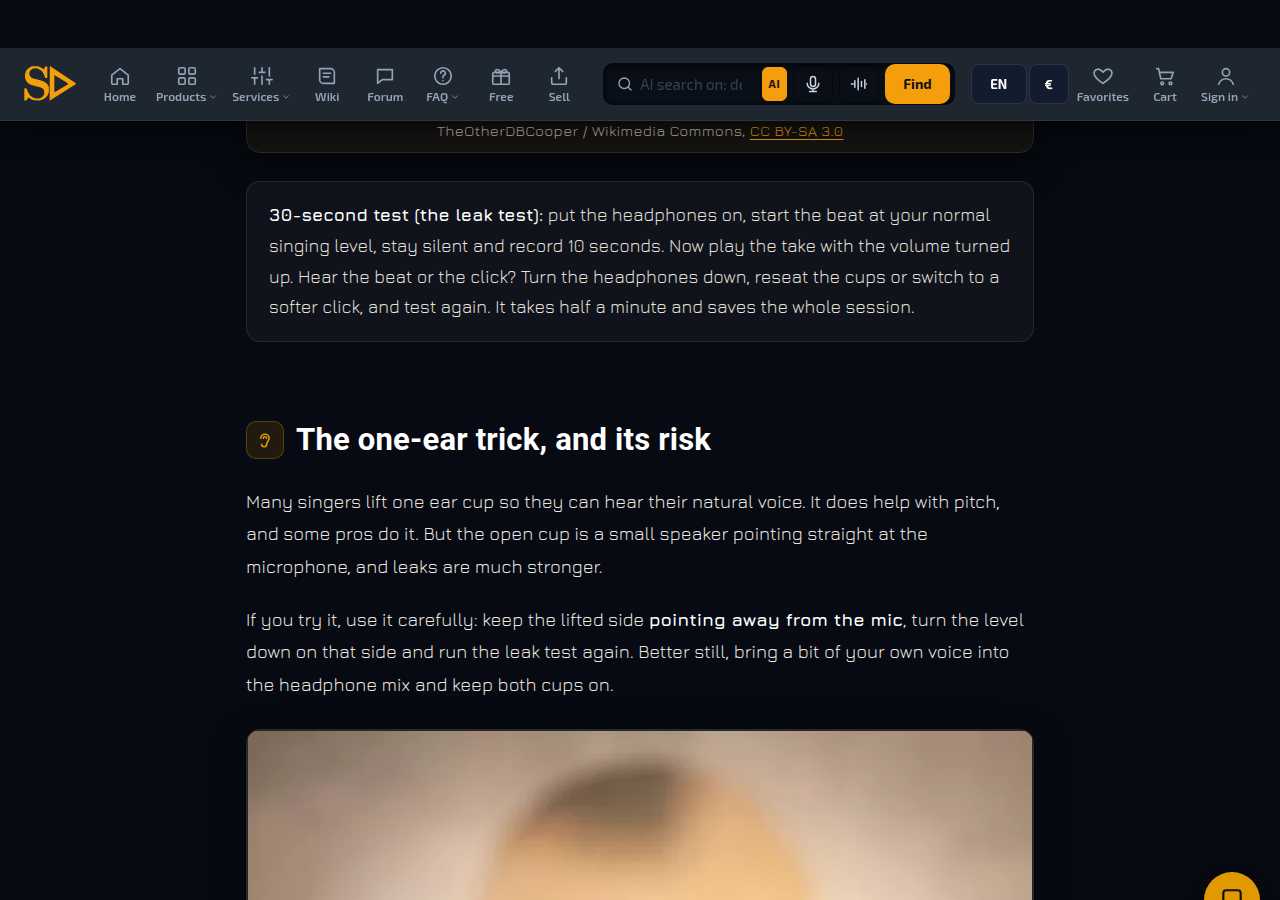 SD
Home
Products
Services
Wiki
Forum
FAQ
Free
Sell
AI search on: de
AI
Find
EN
€
Favorites
Cart
Sign in
TheOtherDBCooper / Wikimedia Commons, CC BY-SA 3.0
30-second test (the leak test): put the headphones on, start the beat at your normal
singing level, stay silent and record 10 seconds. Now play the take with the volume turned
up. Hear the beat or the click? Turn the headphones down, reseat the cups or switch to a
softer click, and test again. It takes half a minute and saves the whole session.
The one-ear trick, and its risk
Many singers lift one ear cup so they can hear their natural voice. It does help with pitch,
and some pros do it. But the open cup is a small speaker pointing straight at the
microphone, and leaks are much stronger.
If you try it, use it carefully: keep the lifted side pointing away from the mic, turn the level
down on that side and run the leak test again. Better still, bring a bit of your own voice into
the headphone mix and keep both cups on.